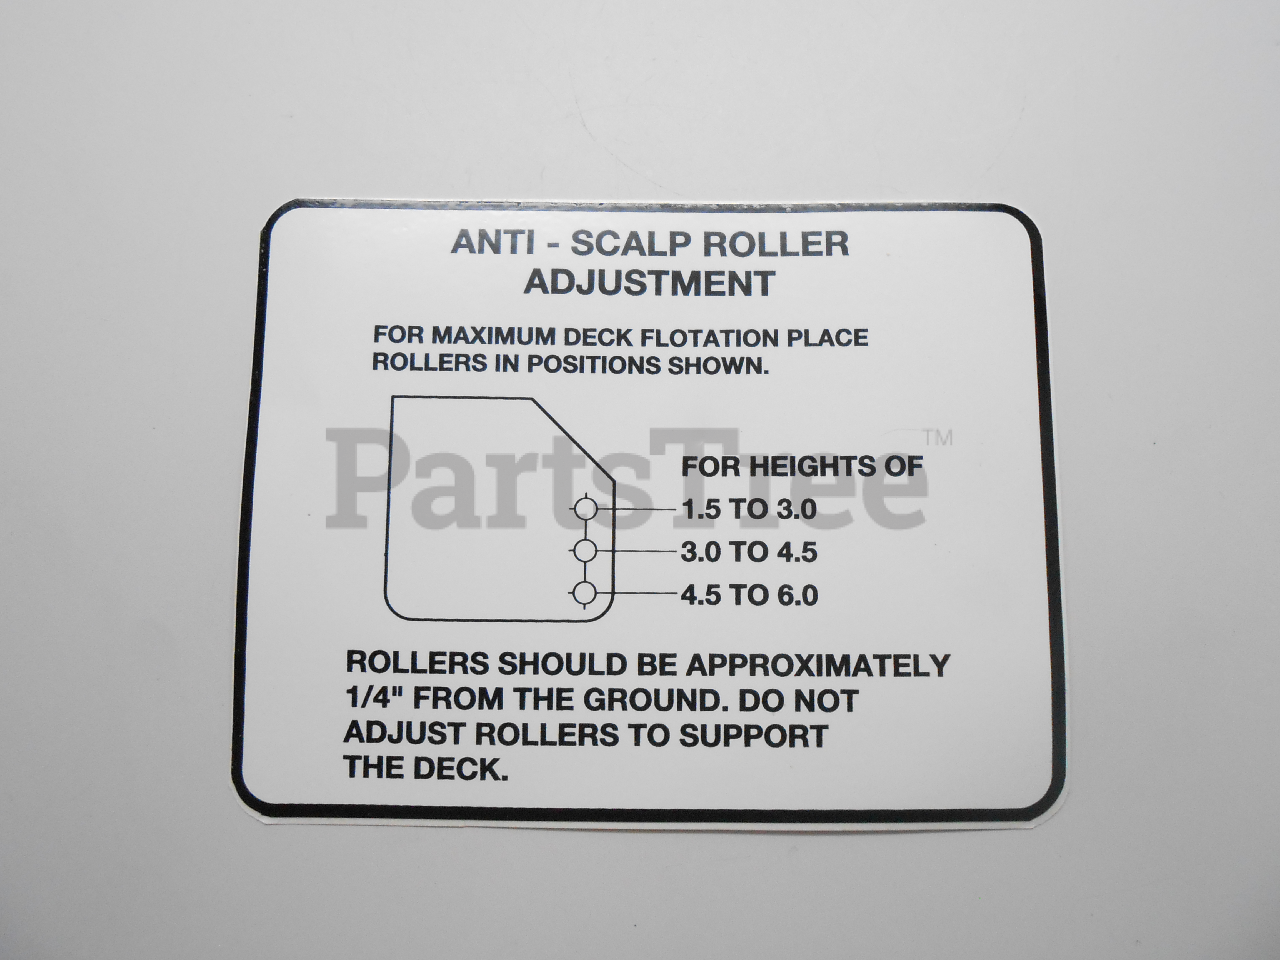 ANTI - SCALP ROLLER
ADJUSTMENT
FOR MAXIMUM DECK FLOTATION PLACE
ROLLERS IN POSITIONS SHOWN.
PartsTree™
FOR HEIGHTS OF
1.5 TO 3.0
3.0 TO 4.5
4.5 TO 6.0
ROLLERS SHOULD BE APPROXIMATELY
1/4" FROM THE GROUND. DO NOT
ADJUST ROLLERS TO SUPPORT
THE DECK.